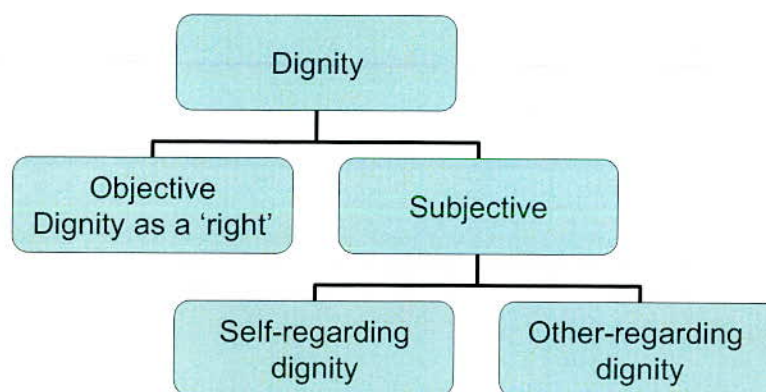 Dignity
Objective
Dignity as a ‘right’
Subjective
Self-regarding
dignity
Other-regarding
dignity